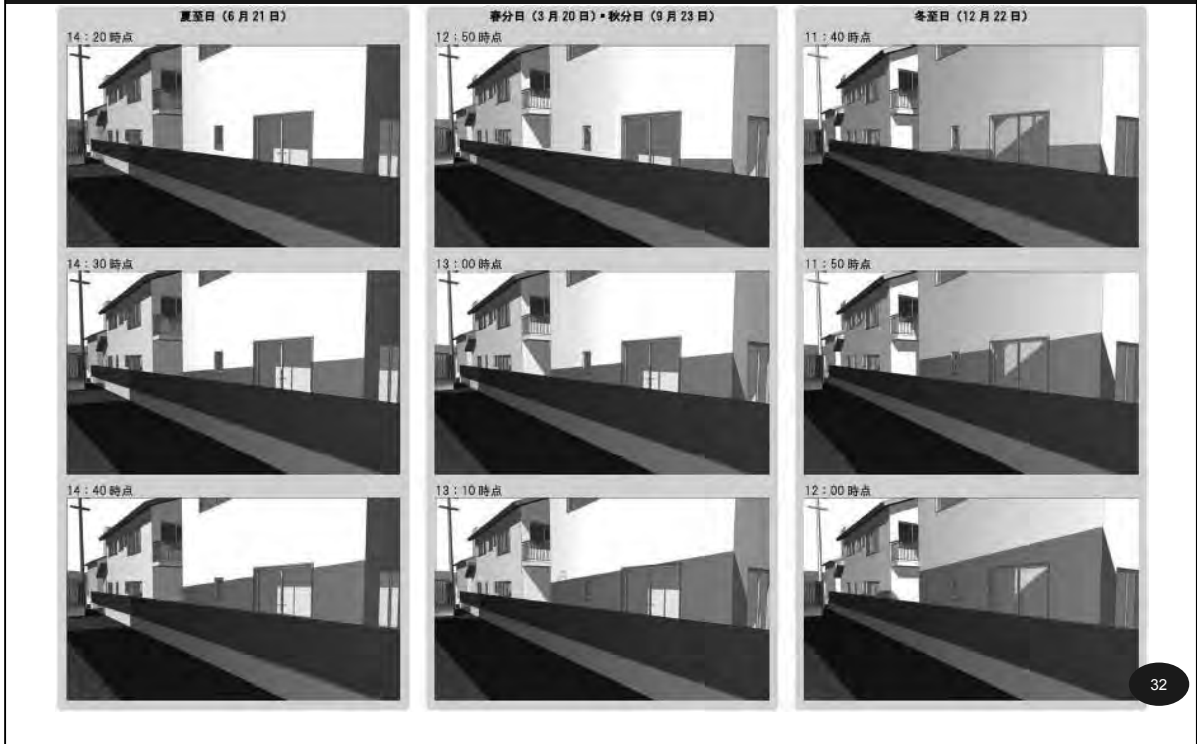 夏至日（6月21日）
14：20時点
14：30時点
14：40時点
春分日（3月20日）・秋分日（9月23日）
12：50時点
13：00時点
13：10時点
冬至日（12月22日）
11：40時点
11：50時点
12：00時点
32